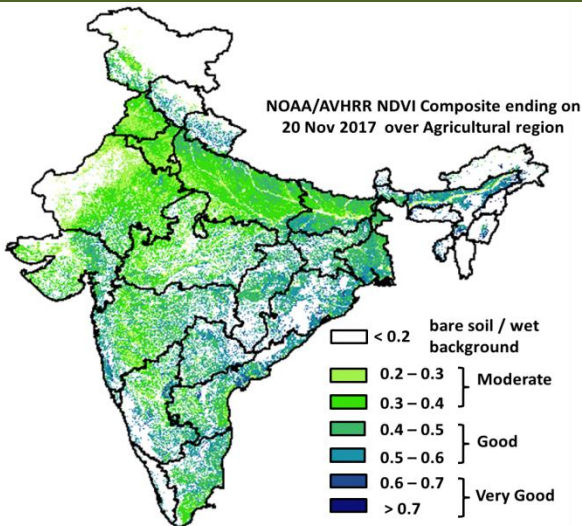 NOAA/AVHRR NDVI Composite ending on
20 Nov 2017 over Agricultural region
< 0.2 bare soil / wet
background
0.2 – 0.3
Moderate
0.3 – 0.4
0.4 – 0.5
Good
0.5 – 0.6
0.6 – 0.7
Very Good
> 0.7